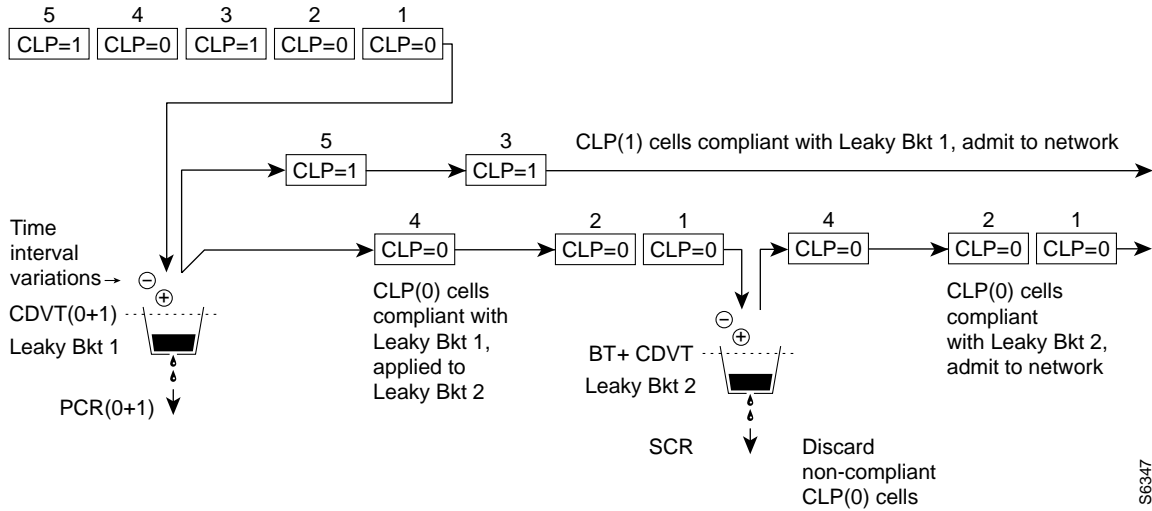 5 4 3 2 1
CLP=1 CLP=0 CLP=1 CLP=0 CLP=0
5 3
CLP=1 CLP=1
CLP(1) cells compliant with Leaky Bkt 1, admit to network
Time
interval
variations
CDVT(0+1)
Leaky Bkt 1
PCR(0+1)
4 2 1
CLP=0 CLP=0 CLP=0
CLP(0) cells
compliant with
Leaky Bkt 1,
applied to
Leaky Bkt 2
BT+ CDVT
Leaky Bkt 2
SCR
4 2 1
CLP=0 CLP=0 CLP=0
CLP(0) cells
compliant
with Leaky Bkt 2,
admit to network
Discard
non-compliant
CLP(0) cells
S6347